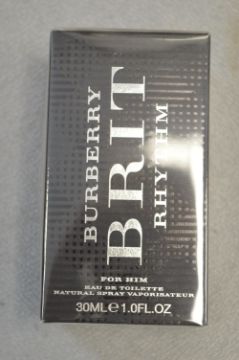 BURBERRY
BRIT
RHYTHM
FOR HIM
EAU DE TOILETTE
NATURAL SPRAY VAPORISATEUR
30ML℮1.0FL.OZ